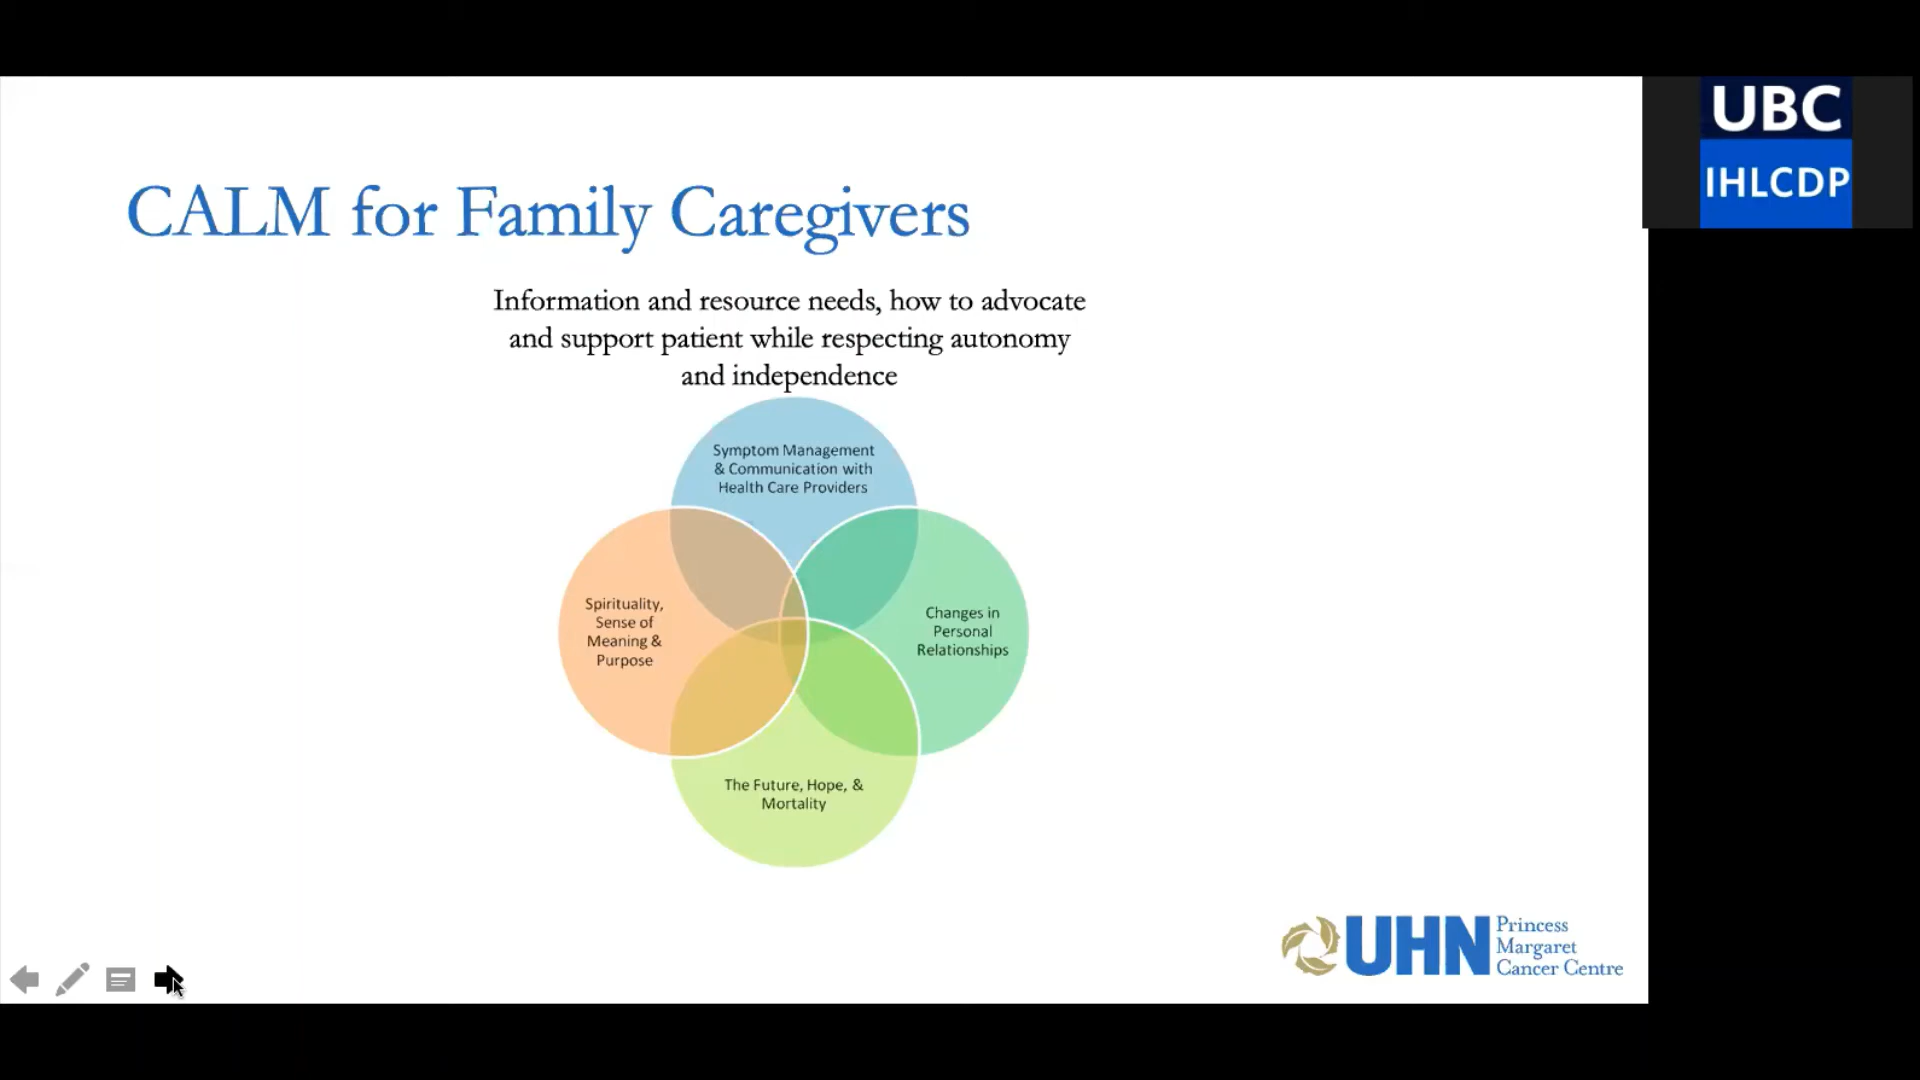 UBC
IHLCDP
CALM for Family Caregivers
Information and resource needs, how to advocate
and support patient while respecting autonomy
and independence
Symptom Management
& Communication with
Health Care Providers
Spirituality,
Sense of
Meaning &
Purpose
Changes in
Personal
Relationships
The Future, Hope, &
Mortality
UHN
Princess
Margaret
Cancer Centre